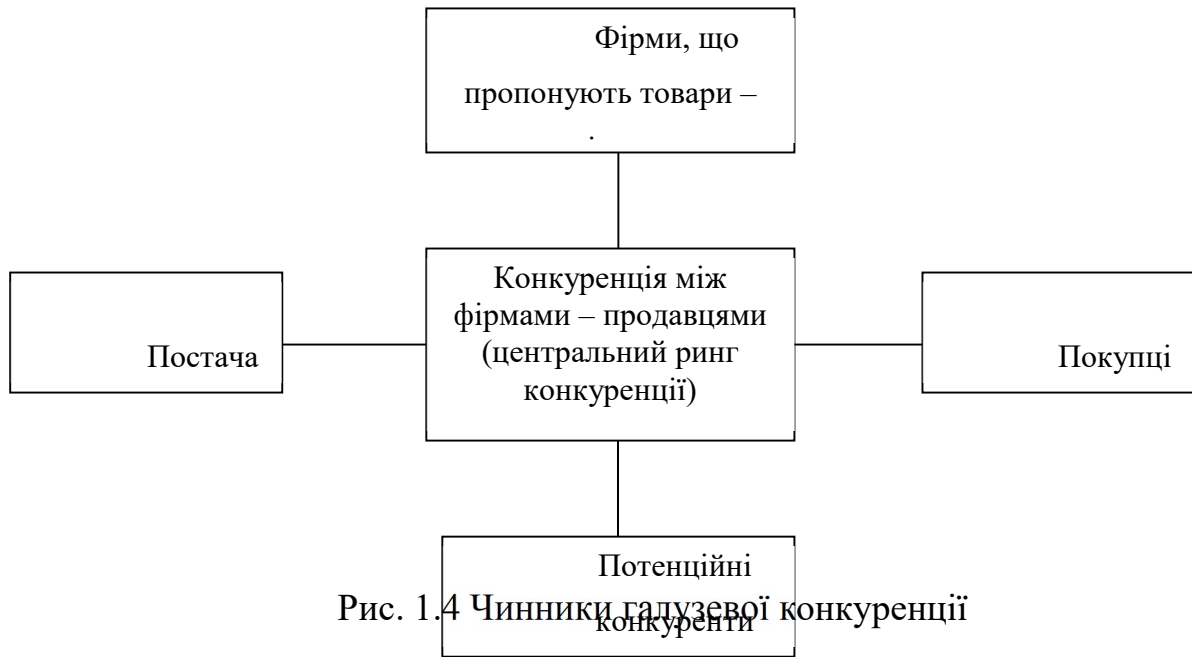 Фірми, що
пропонують товари –
.
Конкуренція між
фірмами – продавцями
(центральний ринг
конкуренції)
Постача
Покупці
Потенційні
Рис. 1.4 Чинники галузевої конкуренції
конкуренти